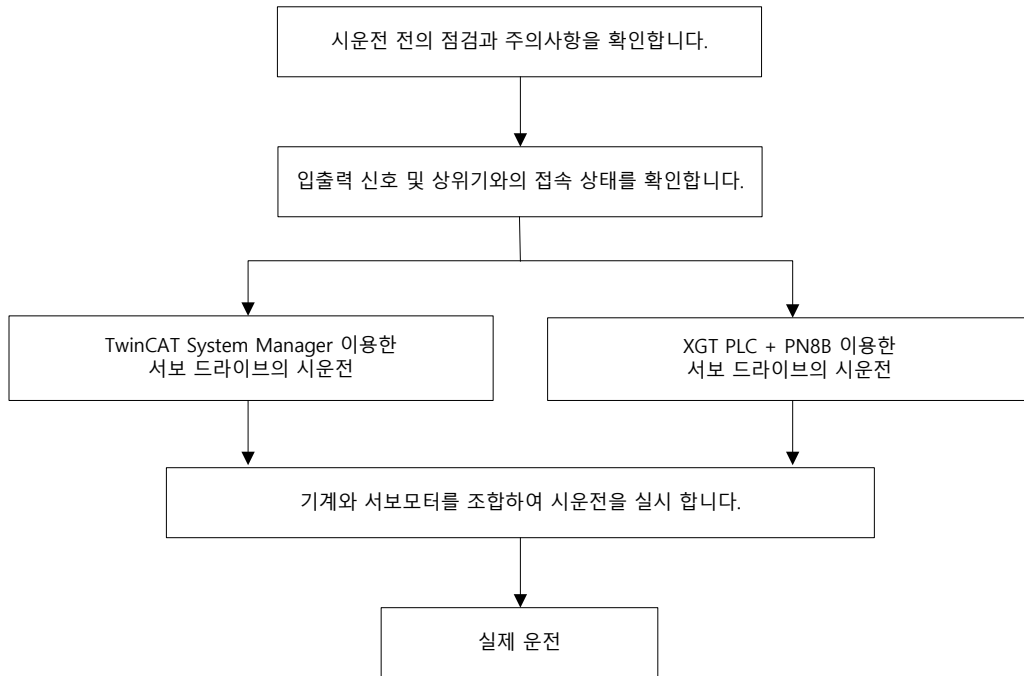 시운전 전의 점검과 주의사항을 확인합니다.
입출력 신호 및 상위기와의 접속 상태를 확인합니다.
TwinCAT System Manager 이용한
서보 드라이브의 시운전
XGT PLC + PN8B 이용한
서보 드라이브의 시운전
기계와 서보모터를 조합하여 시운전을 실시 합니다.
실제 운전